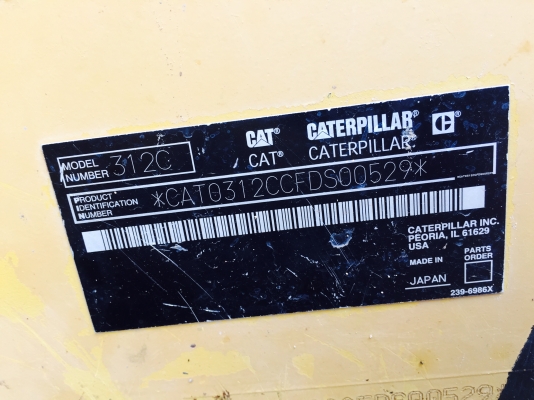 CAT CATERPILLAR C
CAT CATERPILLAR
MODEL NUMBER 312C
PRODUCT IDENTIFICATION NUMBER *CAT0312CCFDS00529*
CATERPILLAR INC.
PEORIA, IL 61629
USA
MADE IN
JAPAN
PARTS ORDER
239-6986X